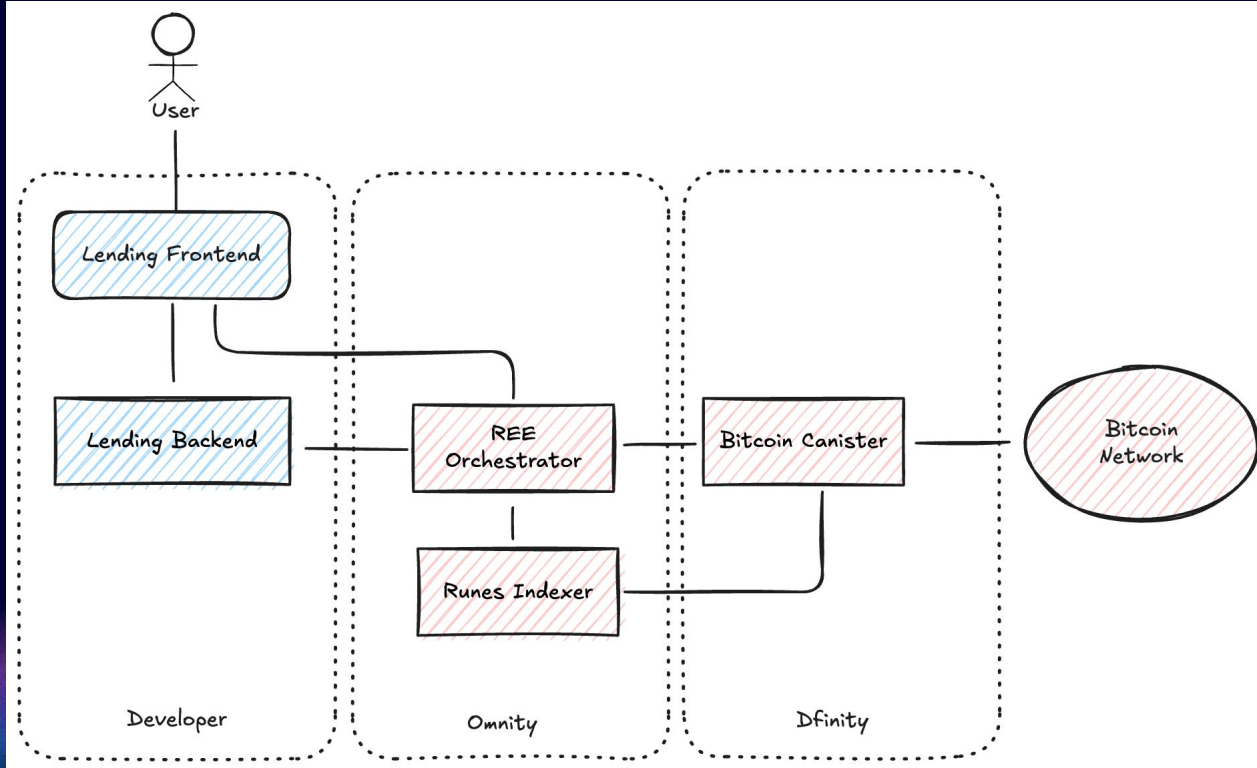 User
Lending Frontend
Lending Backend
REE
Orchestrator
Bitcoin Canister
Bitcoin
Network
Runes Indexer
Developer
Omnity
Dfinity